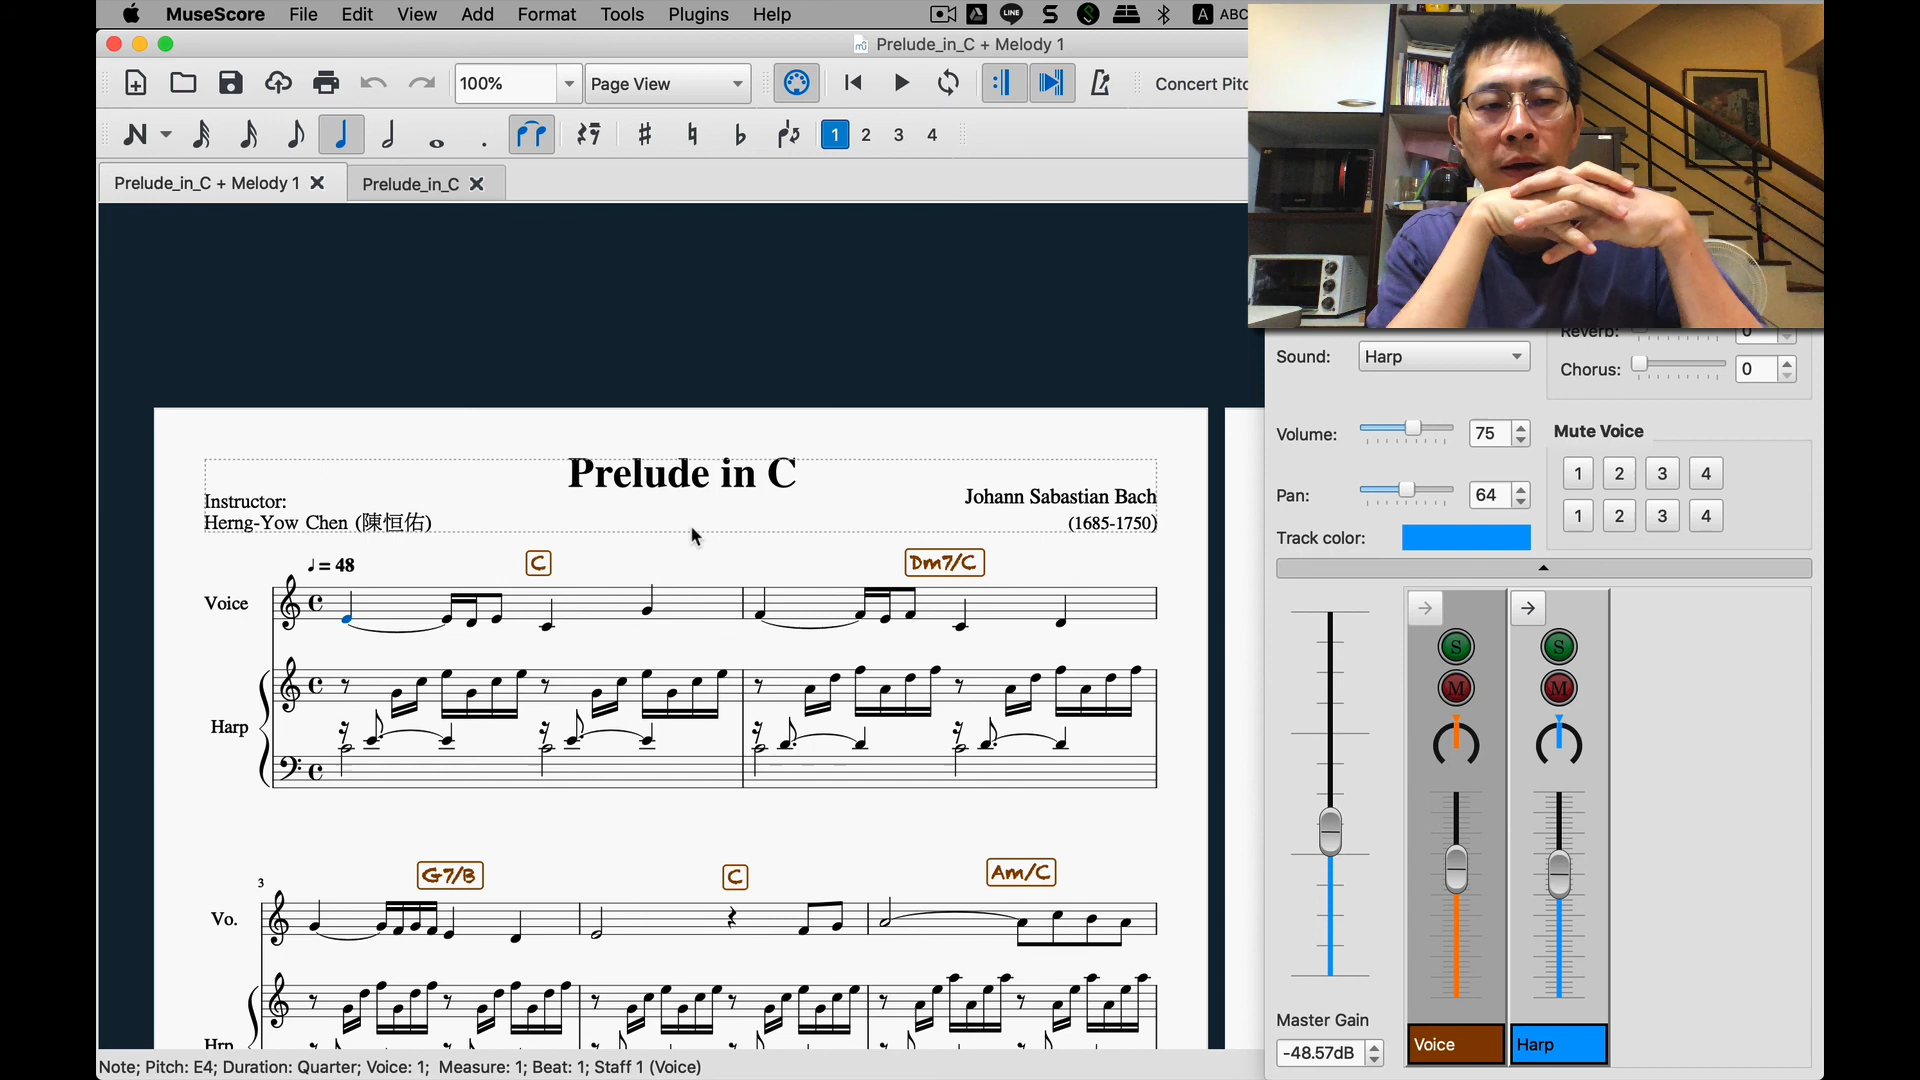 MuseScore File Edit View Add Format Tools Plugins Help LINE S S A ABC
Prelude_in_C + Melody 1
100% Page View Concert Pitc
1 2 3 4
Prelude_in_C + Melody 1 Prelude_in_C
Reverb: 0
Sound: Harp
Chorus: 0
Volume: 75
Mute Voice
1 2 3 4
Pan: 64
1 2 3 4
Track color:
Prelude in C
Instructor:
Johann Sabastian Bach
Herng-Yow Chen (陳恒佑)
(1685-1750)
♩ = 48
C
Dm7/C
Voice
Harp
G7/B
C
Am/C
3
Vo.
Hrp
S S
M M
Master Gain
-48.57dB
Voice
Harp
Note; Pitch: E4; Duration: Quarter; Voice: 1; Measure: 1; Beat: 1; Staff 1 (Voice)